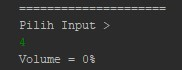 =====================
Pilih Input >
4
Volume = 0%